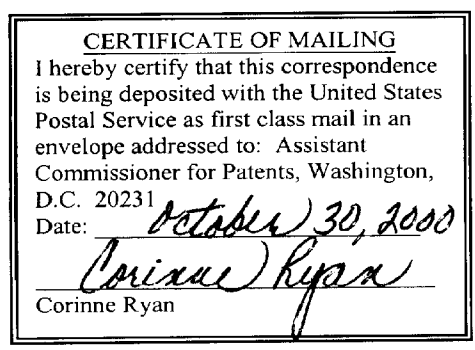 CERTIFICATE OF MAILING
I hereby certify that this correspondence
is being deposited with the United States
Postal Service as first class mail in an
envelope addressed to: Assistant
Commissioner for Patents, Washington,
D.C. 20231
Date: October 30, 2000
Corinne Ryan
Corinne Ryan